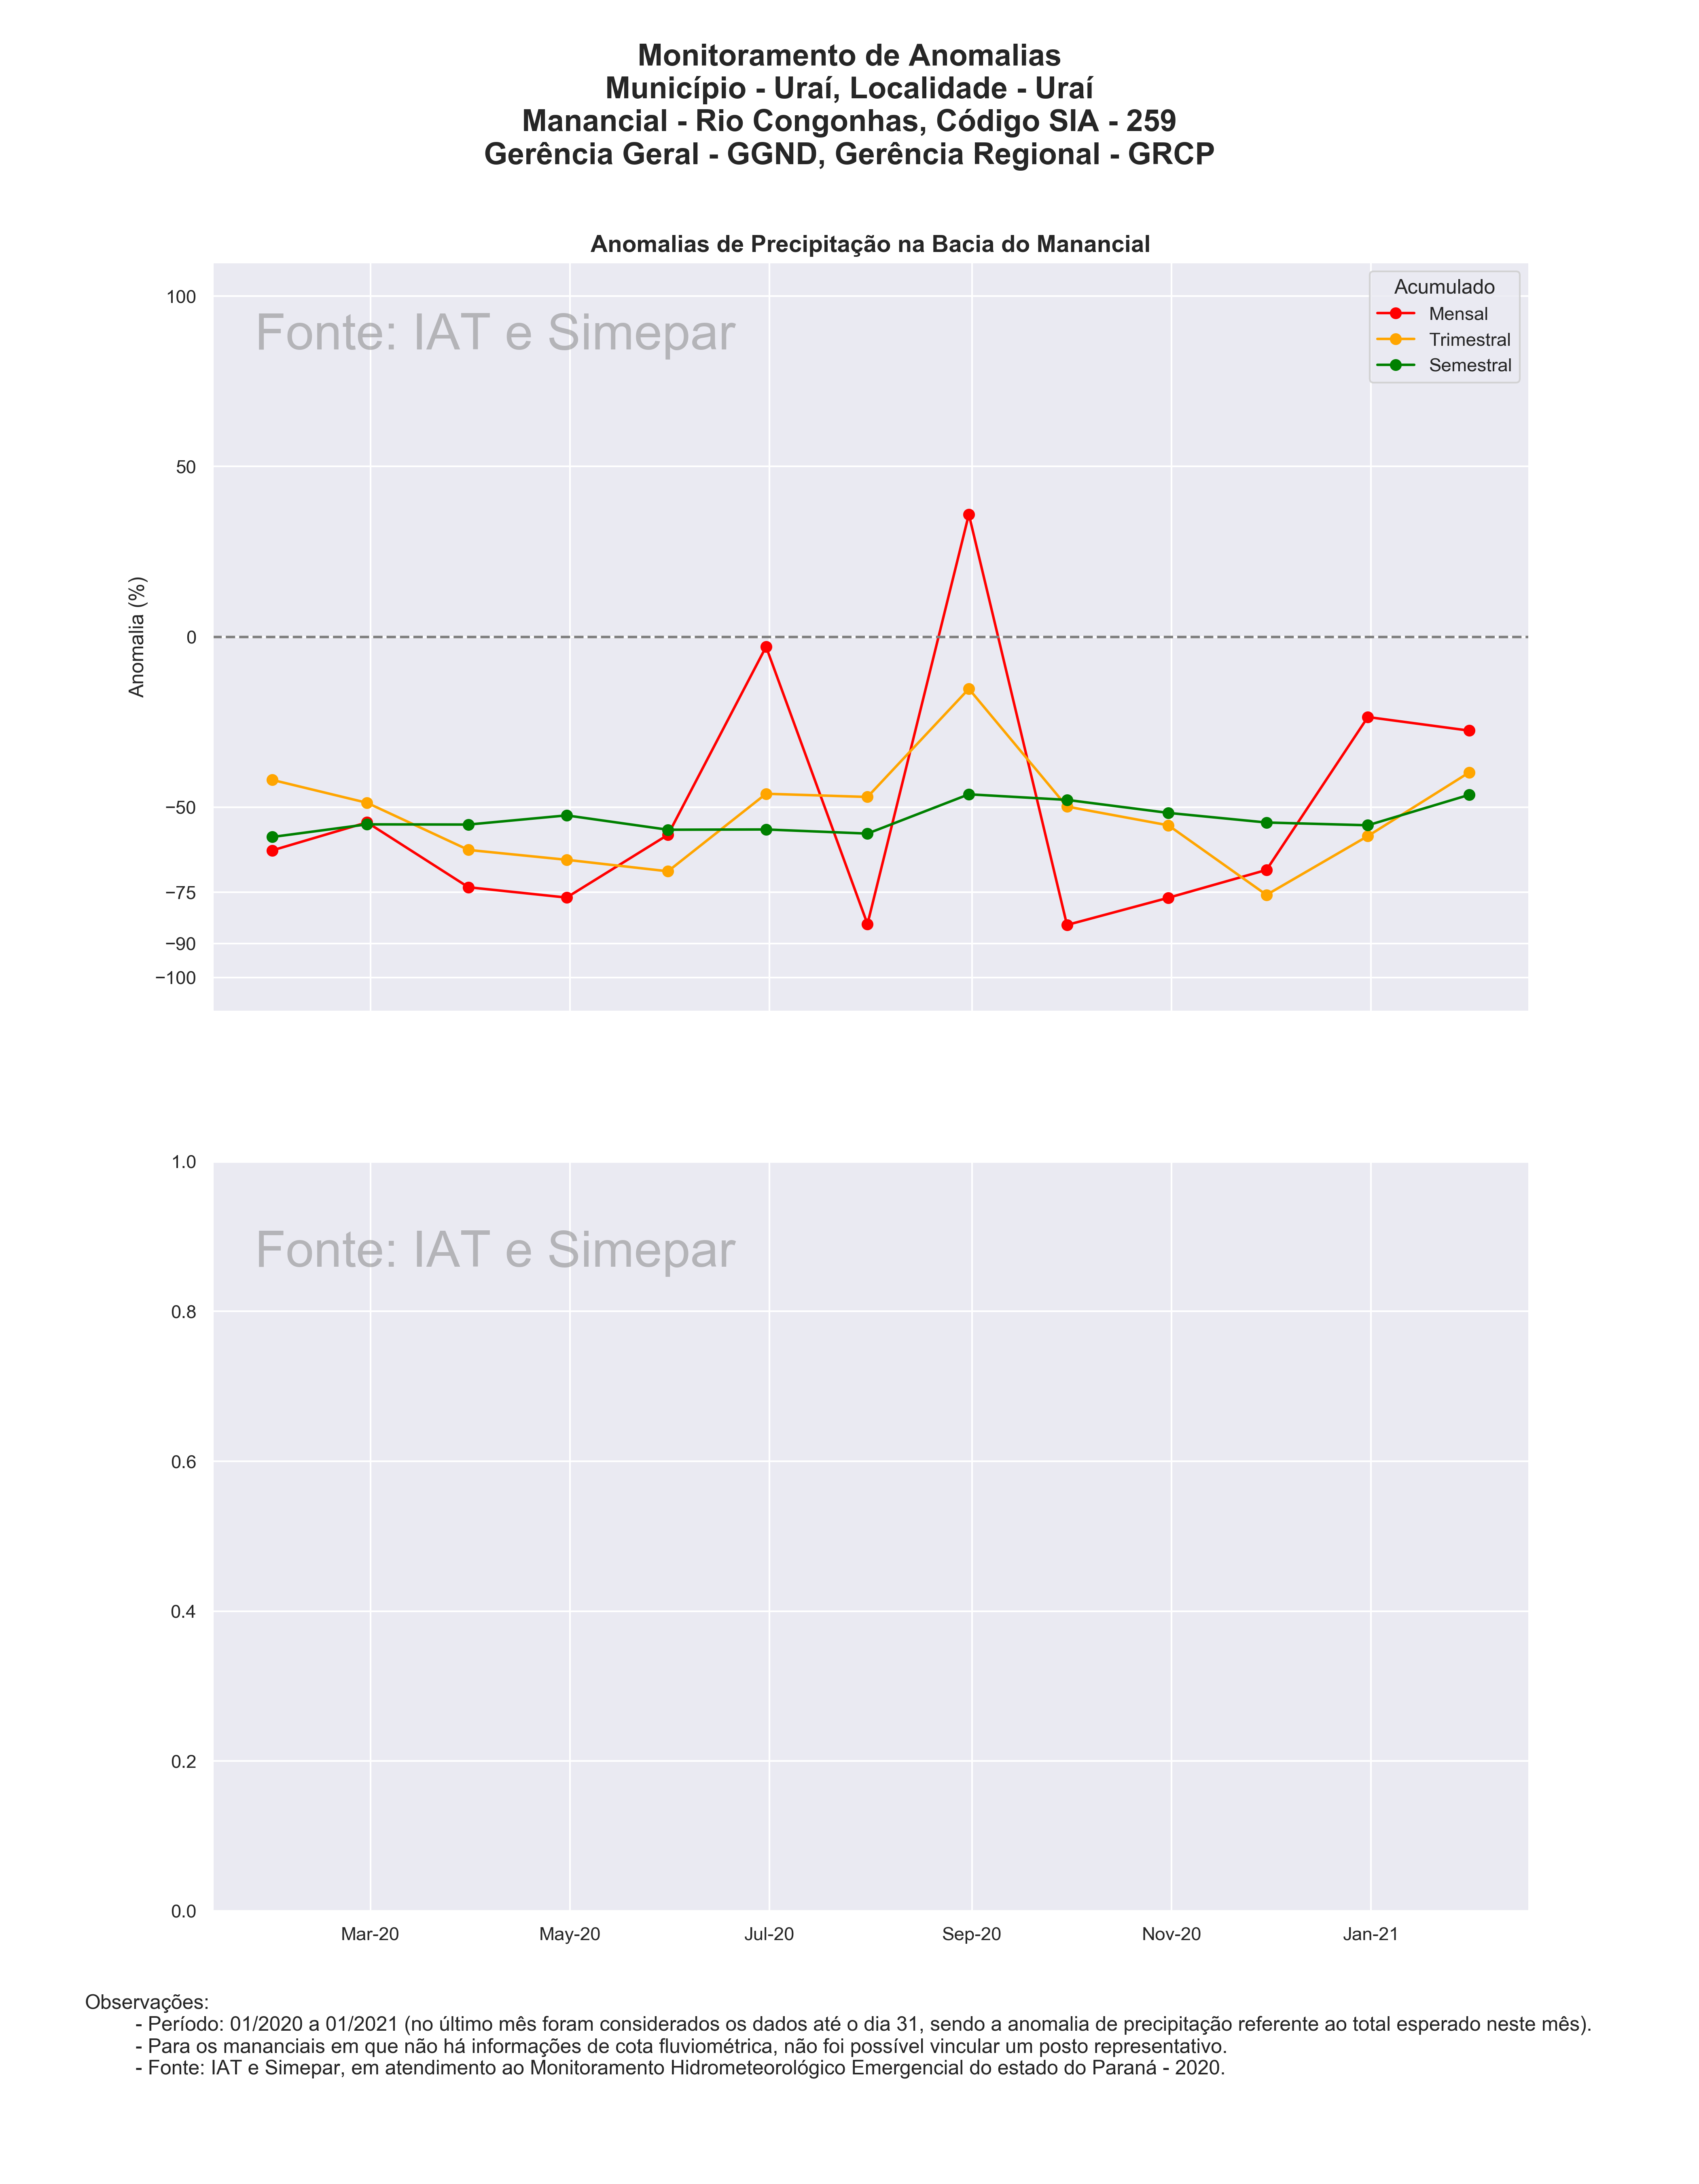 Monitoramento de Anomalias
Município - Uraí, Localidade - Uraí
Manancial - Rio Congonhas, Código SIA - 259
Gerência Geral - GGND, Gerência Regional - GRCP
Anomalias de Precipitação na Bacia do Manancial
Fonte: IAT e Simepar
Acumulado
Mensal
Trimestral
Semestral
Anomalia (%)
100
50
0
−50
−75
−90
−100
Fonte: IAT e Simepar
1.0
0.8
0.6
0.4
0.2
0.0
Mar-20 May-20 Jul-20 Sep-20 Nov-20 Jan-21
Observações:
- Período: 01/2020 a 01/2021 (no último mês foram considerados os dados até o dia 31, sendo a anomalia de precipitação referente ao total esperado neste mês).
- Para os mananciais em que não há informações de cota fluviométrica, não foi possível vincular um posto representativo.
- Fonte: IAT e Simepar, em atendimento ao Monitoramento Hidrometeorológico Emergencial do estado do Paraná - 2020.